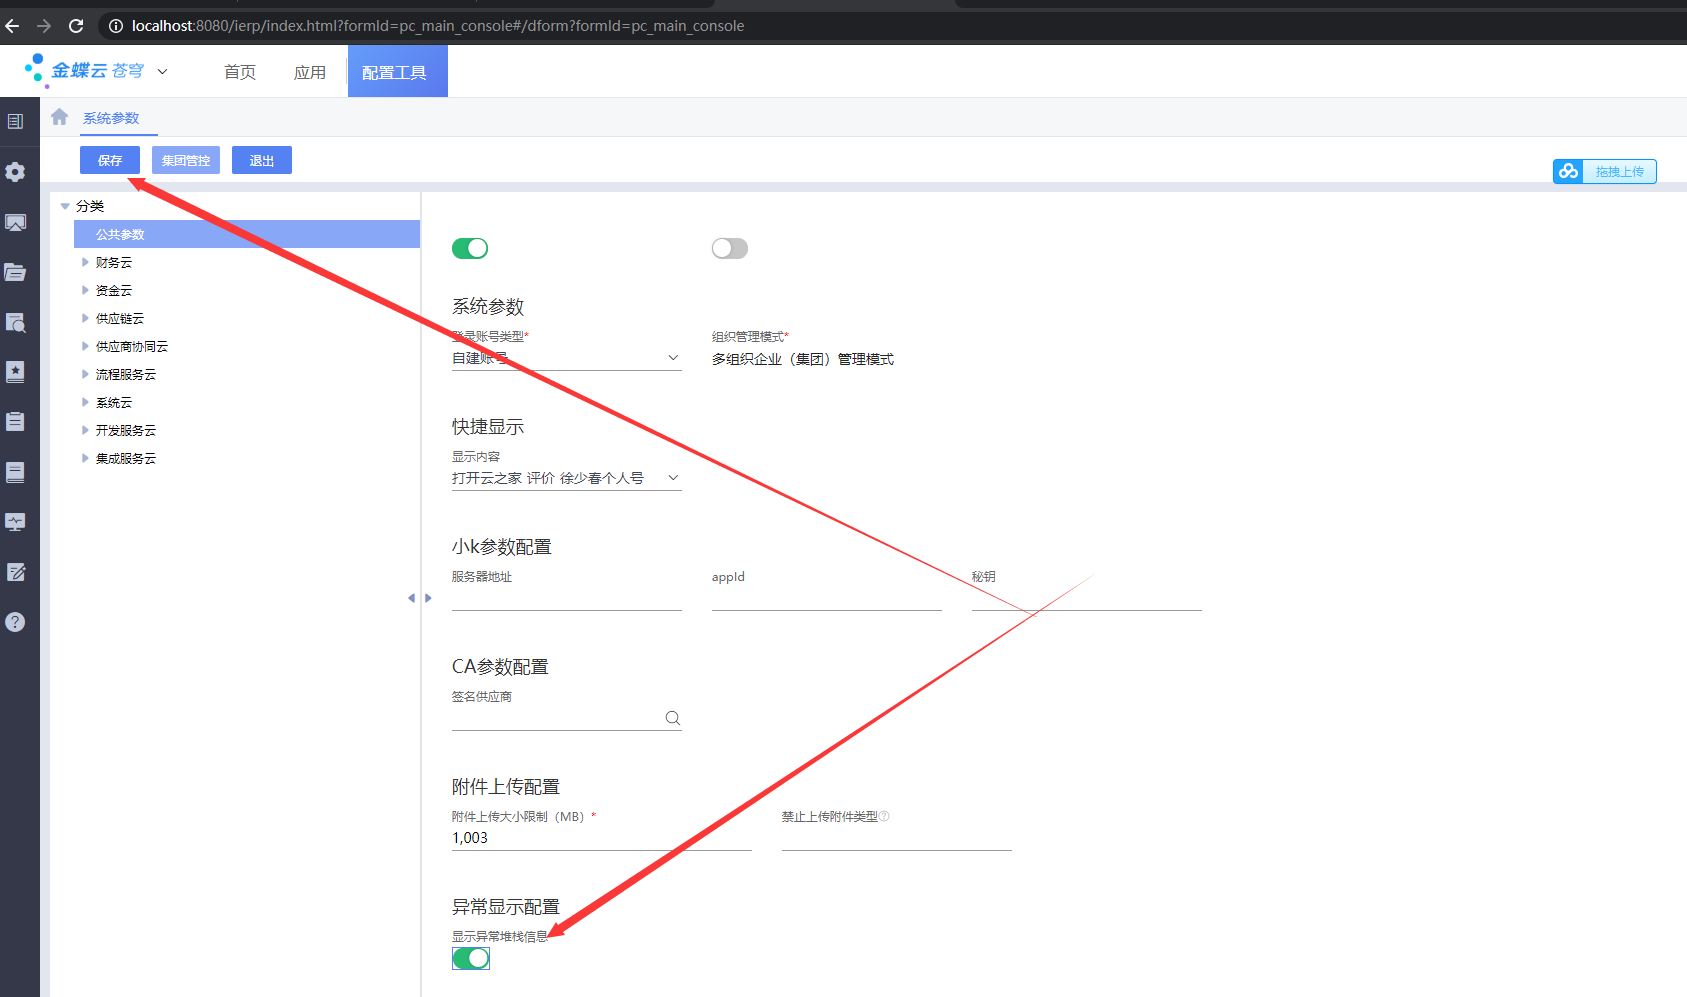 localhost:8080/ierp/index.html?formId=pc_main_console#/dform?formId=pc_main_console
金蝶云 苍穹 首页 应用 配置工具
系统参数
保存 集团管控 退出
拖拽上传
分类
公共参数
财务云
资金云
供应链云
供应商协同云
流程服务云
系统云
开发服务云
集成服务云
系统参数
登录账号类型* 组织管理模式*
自建账号 多组织企业（集团）管理模式
快捷显示
显示内容
打开云之家 评价 徐少春个人号
小k参数配置
服务器地址 appId 秘钥
CA参数配置
签名供应商
附件上传配置
附件上传大小限制（MB）* 禁止上传附件类型
1,003
异常显示配置
显示异常堆栈信息